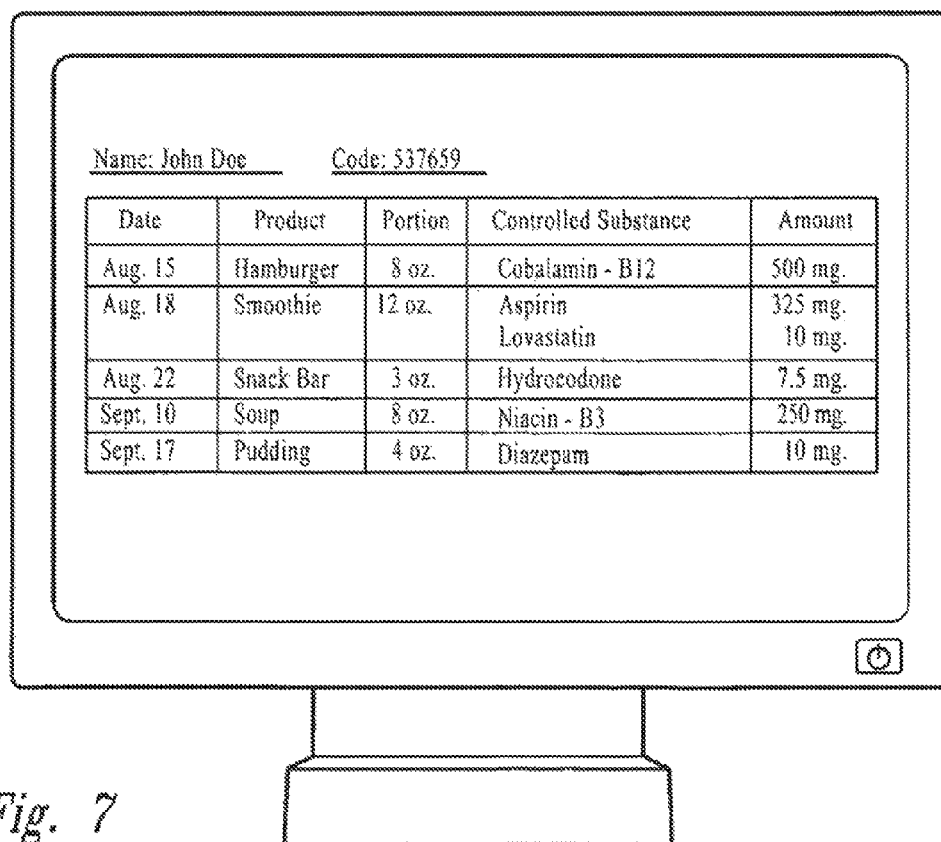 Name: John Doe Code: 537659
Date Product Portion Controlled Substance Amount
Aug. 15 Hamburger 8 oz. Cobalamin - B12 500 mg.
Aug. 18 Smoothie 12 oz. Aspirin 325 mg.
Lovastatin 10 mg.
Aug. 22 Snack Bar 3 oz. Hydrocodone 7.5 mg.
Sept. 10 Soup 8 oz. Niacin - B3 250 mg.
Sept. 17 Pudding 4 oz. Diazepam 10 mg.
Fig. 7